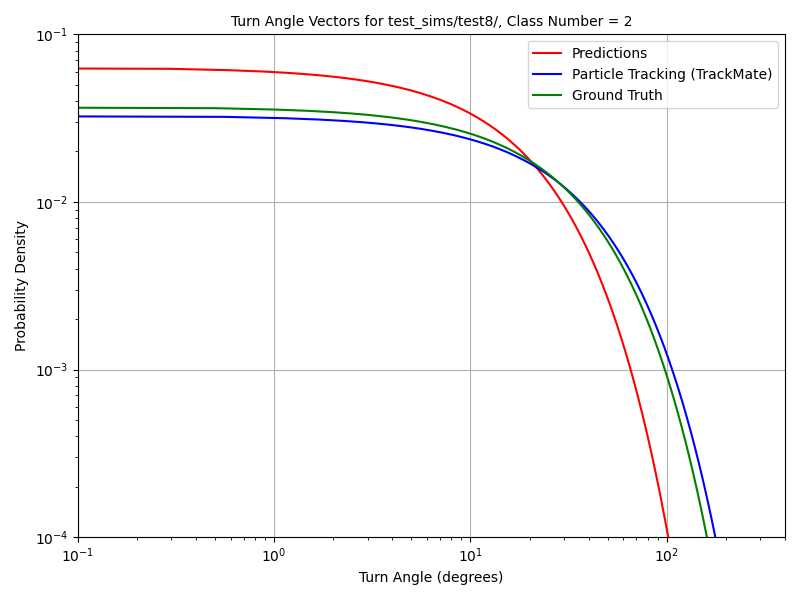 Turn Angle Vectors for test_sims/test8/, Class Number = 2
Predictions
Particle Tracking (TrackMate)
Ground Truth
Probability Density
10⁻¹
10⁻²
10⁻³
10⁻⁴
10⁻¹ 10⁰ 10¹ 10²
Turn Angle (degrees)